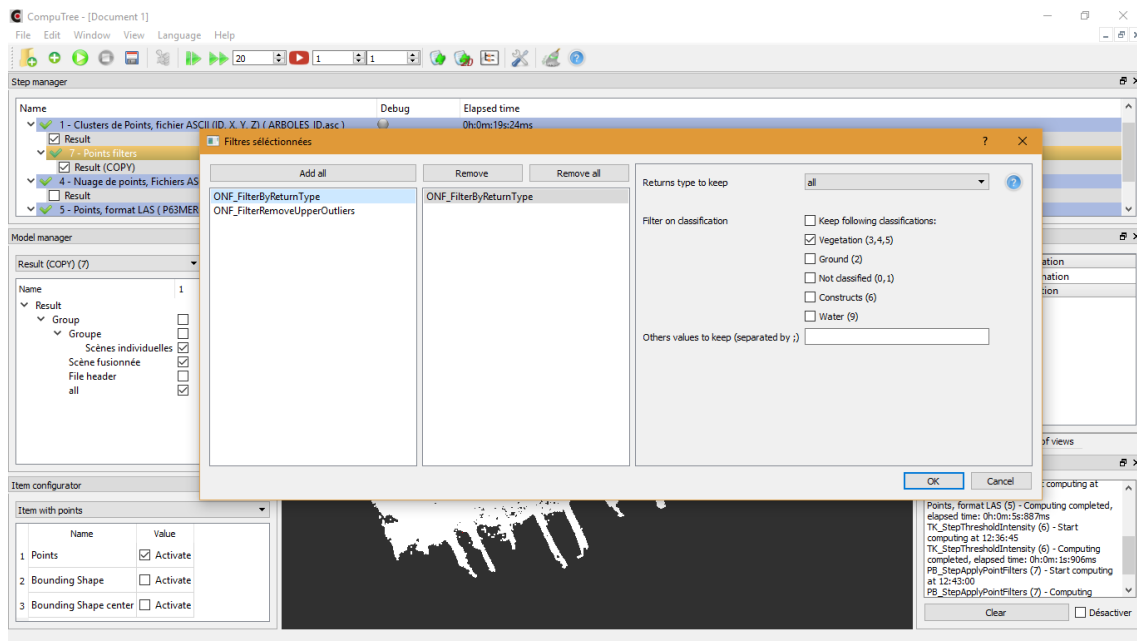 CompuTree - [Document 1]
File Edit Window View Language Help
20 1 1
Step manager
Name Debug Elapsed time
1 - Clusters de Points, fichier ASCII (ID, X, Y, Z) ( ARBOLES_ID.asc ) 0h:0m:19s:24ms
Result
7 - Points filters
Result (COPY)
4 - Nuage de points, Fichiers AS
Result
5 - Points, format LAS ( P63MER
Filtres séléctionnées
Add all Remove Remove all
ONF_FilterByReturnType
ONF_FilterRemoveUpperOutliers
ONF_FilterByReturnType
Returns type to keep all
Filter on classification Keep following classifications:
Vegetation (3,4,5)
Ground (2)
Not classified (0,1)
Constructs (6)
Water (9)
Others values to keep (separated by ;)
OK Cancel
Model manager
Result (COPY) (7)
Name 1
Result
Group
Groupe
Scènes individuelles
Scène fusionnée
File header
all
ation
nation
tion
of views
Item configurator
Item with points
Name Value
1 Points Activate
2 Bounding Shape Activate
3 Bounding Shape center Activate
computing at
Points, format LAS (5) - Computing completed,
elapsed time: 0h:0m:5s:887ms
TK_StepThresholdIntensity (6) - Start
computing at 12:36:45
TK_StepThresholdIntensity (6) - Computing
completed, elapsed time: 0h:0m:1s:906ms
PB_StepApplyPointFilters (7) - Start computing
at 12:43:00
PB_StepApplyPointFilters (7) - Computing
Clear Désactiver